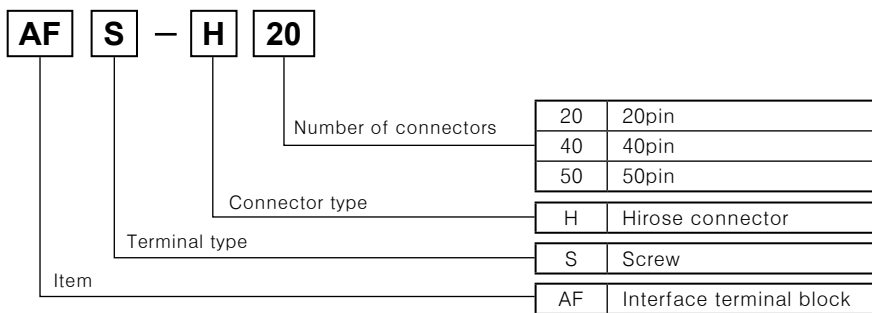 AF S - H 20
20 20pin
Number of connectors
40 40pin
50 50pin
Connector type
H Hirose connector
Terminal type
S Screw
Item
AF Interface terminal block